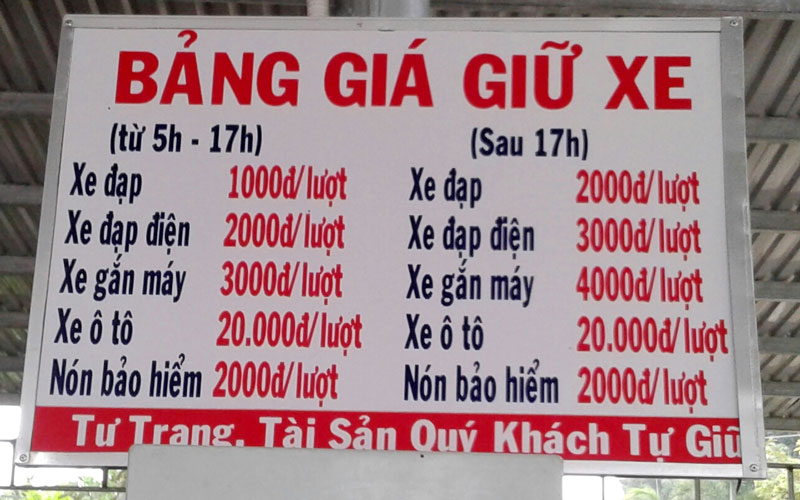 BẢNG GIÁ GIỮ XE
(từ 5h - 17h) (Sau 17h)
Xe đạp 1000đ/lượt Xe đạp 2000đ/lượt
Xe đạp điện 2000đ/lượt Xe đạp điện 3000đ/lượt
Xe gắn máy 3000đ/lượt Xe gắn máy 4000đ/lượt
Xe ô tô 20.000đ/lượt Xe ô tô 20.000đ/lượt
Nón bảo hiểm 2000đ/lượt Nón bảo hiểm 2000đ/lượt
Tư Trang, Tài Sản Quý Khách Tự Giữ